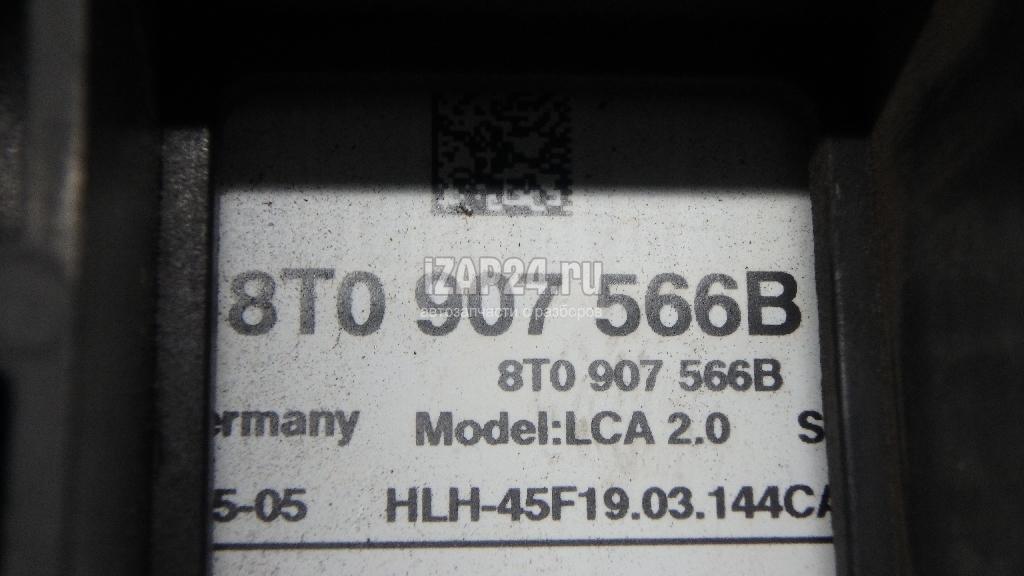 iZAP24.ru
автозапчасти с разборов
8T0 907 566B
8T0 907 566B
ermany Model:LCA 2.0 S
5-05 HLH-45F19.03.144CA